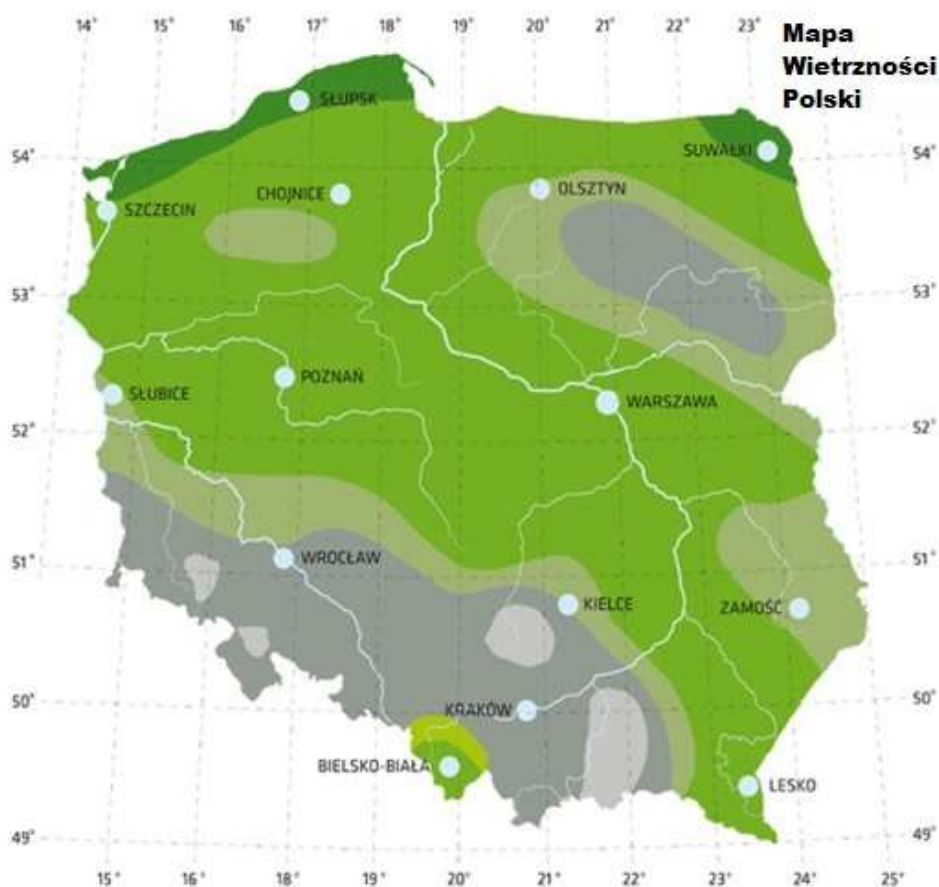 14° 15° 16° 17° 18° 19° 20° 21° 22° 23°
Mapa
Wietrzności
Polski
SŁUPSK
54° SUWAŁKI 54°
CHOJNICE OLSZTYN
SZCZECIN
53° 53°
POZNAŃ
SŁUBICE WARSZAWA
52° 52°
51° WROCŁAW 51°
KIELCE ZAMOŚĆ
50° KRAKÓW 50°
BIELSKO-BIAŁA LESKO
49° 49°
15° 16° 17° 18° 19° 20° 21° 22° 23° 24° 25°